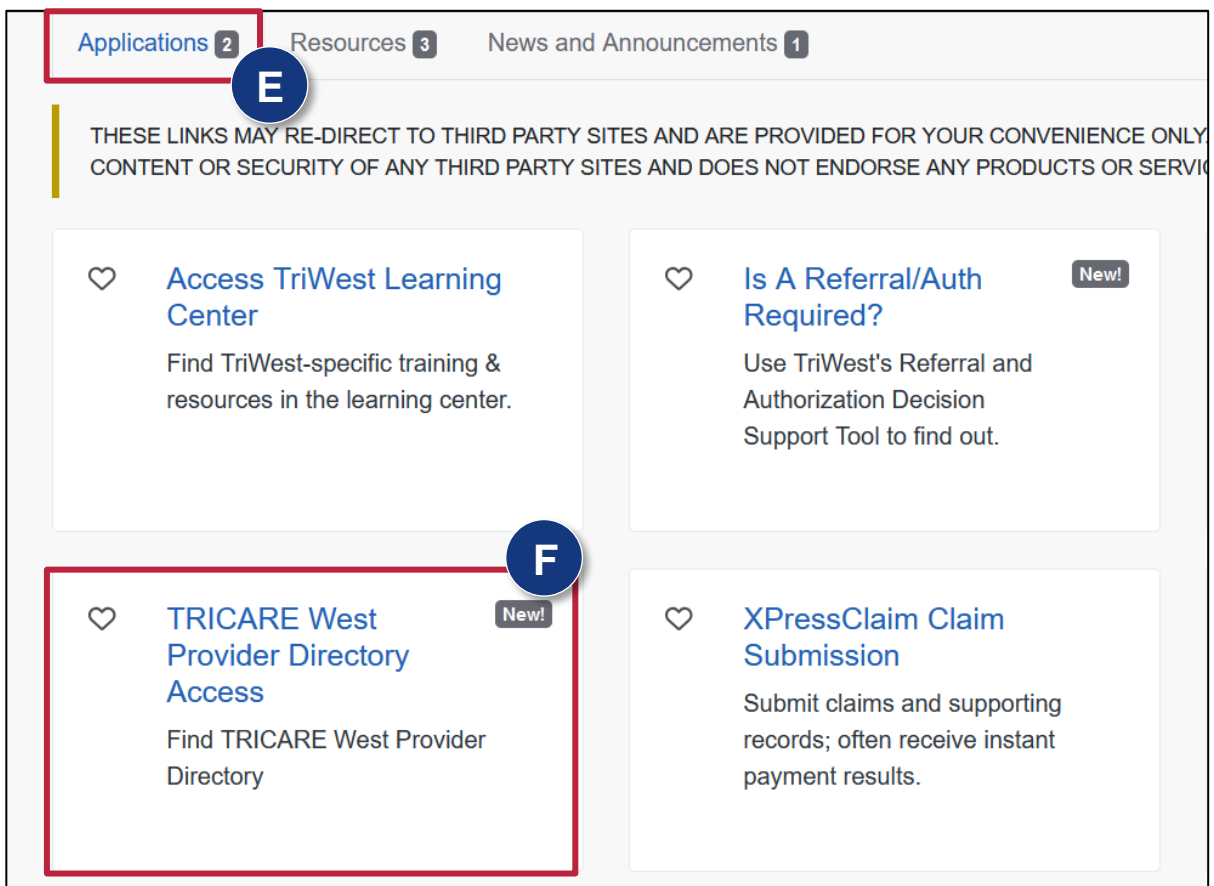 Applications 2 Resources 3 News and Announcements 1
E
THESE LINKS MAY RE-DIRECT TO THIRD PARTY SITES AND ARE PROVIDED FOR YOUR CONVENIENCE ONLY.
CONTENT OR SECURITY OF ANY THIRD PARTY SITES AND DOES NOT ENDORSE ANY PRODUCTS OR
Access TriWest Learning
Center
Find TriWest-specific training &
resources in the learning center.
Is A Referral/Auth
Required?
New!
Use TriWest's Referral and
Authorization Decision
Support Tool to find out.
F
TRICARE West
Provider Directory
Access
New!
Find TRICARE West Provider
Directory
XPressClaim Claim
Submission
Submit claims and supporting
records; often receive instant
payment results.